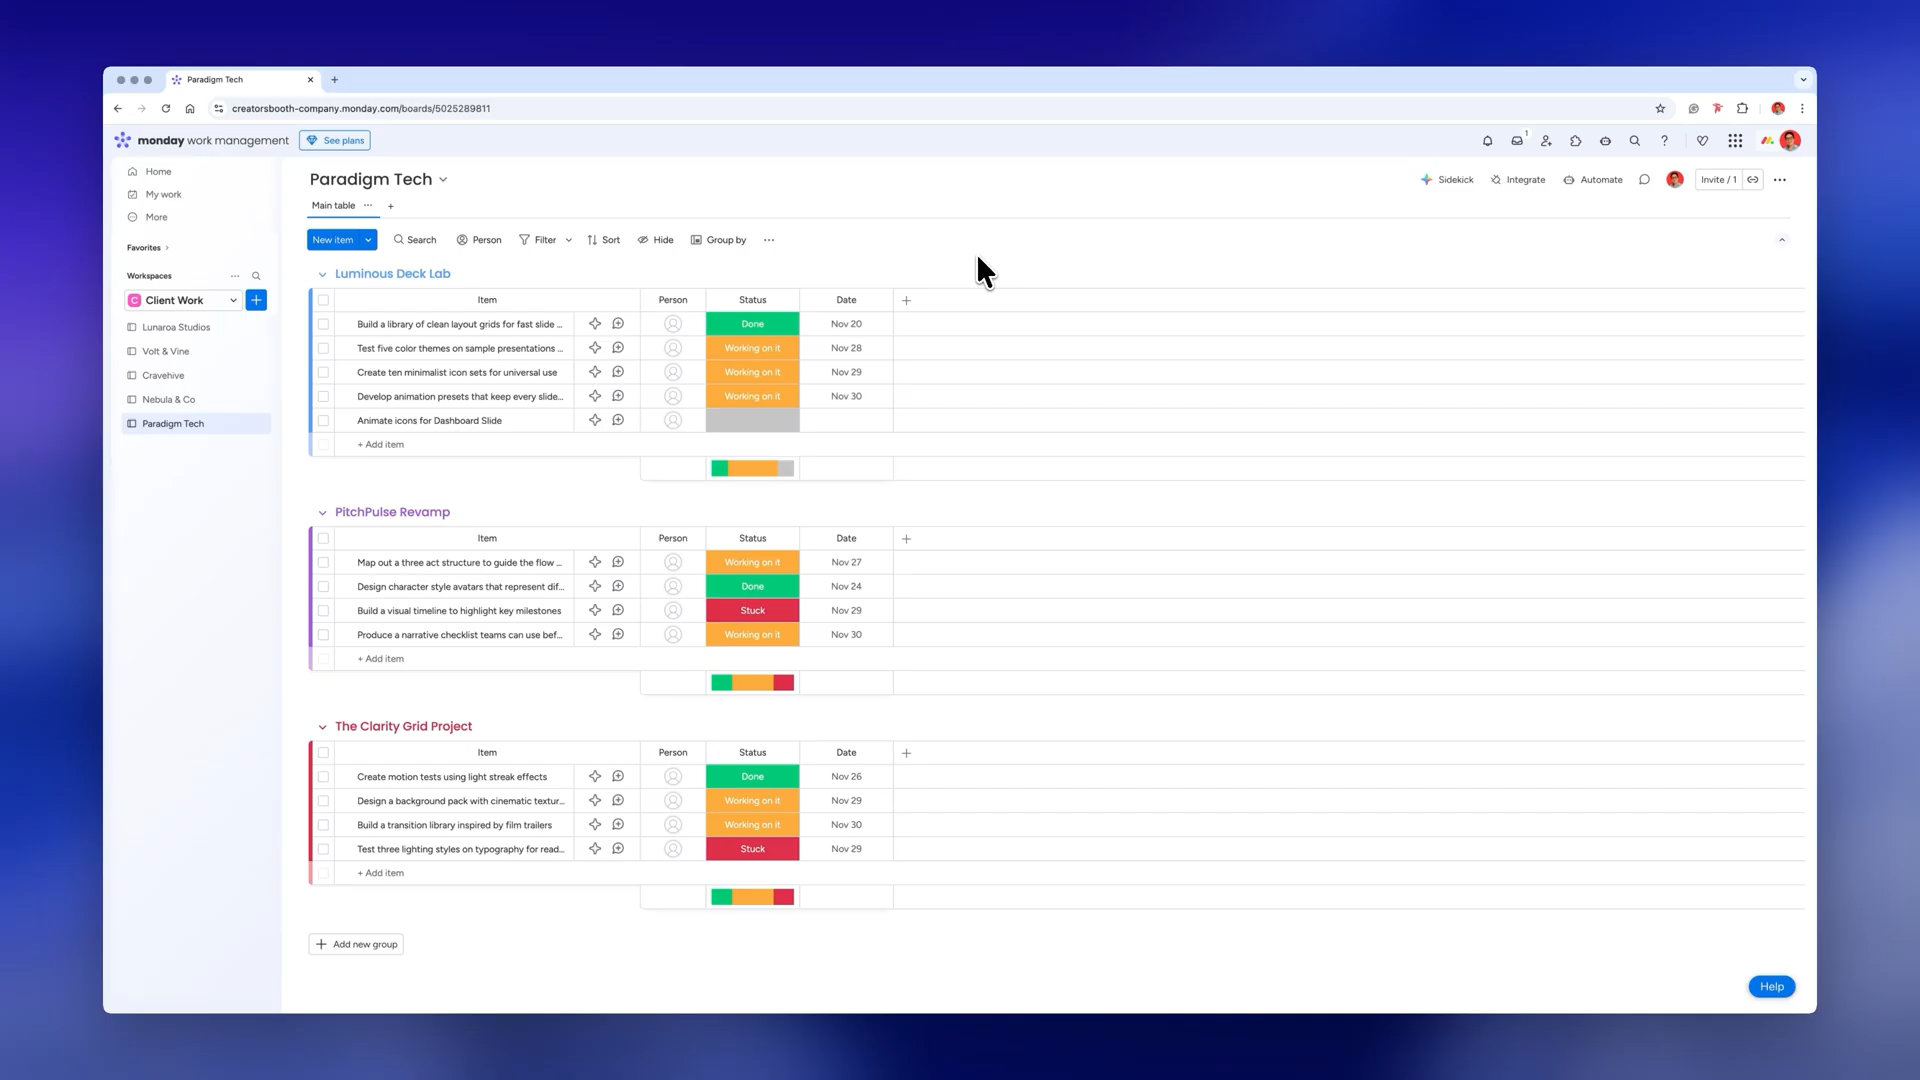 Paradigm Tech
creatorsbooth-company.monday.com/boards/5025289811
monday work management
See plans
1
Home
My work
More
Favorites
Workspaces
C Client Work
Lunaroa Studios
Volt & Vine
Cravehive
Nebula & Co
Paradigm Tech
Paradigm Tech
Sidekick Integrate Automate Invite / 1
Main table
New item Search Person Filter Sort Hide Group by
Luminous Deck Lab
Item Person Status Date
Build a library of clean layout grids for fast slide ... Done Nov 20
Test five color themes on sample presentations ... Working on it Nov 28
Create ten minimalist icon sets for universal use Working on it Nov 29
Develop animation presets that keep every slide... Working on it Nov 30
Animate icons for Dashboard Slide
+ Add item
PitchPulse Revamp
Item Person Status Date
Map out a three act structure to guide the flow ... Working on it Nov 27
Design character style avatars that represent dif... Done Nov 24
Build a visual timeline to highlight key milestones Stuck Nov 29
Produce a narrative checklist teams can use bef... Working on it Nov 30
+ Add item
The Clarity Grid Project
Item Person Status Date
Create motion tests using light streak effects Done Nov 26
Design a background pack with cinematic textur... Working on it Nov 29
Build a transition library inspired by film trailers Working on it Nov 30
Test three lighting styles on typography for read... Stuck Nov 29
+ Add item
Add new group
Help